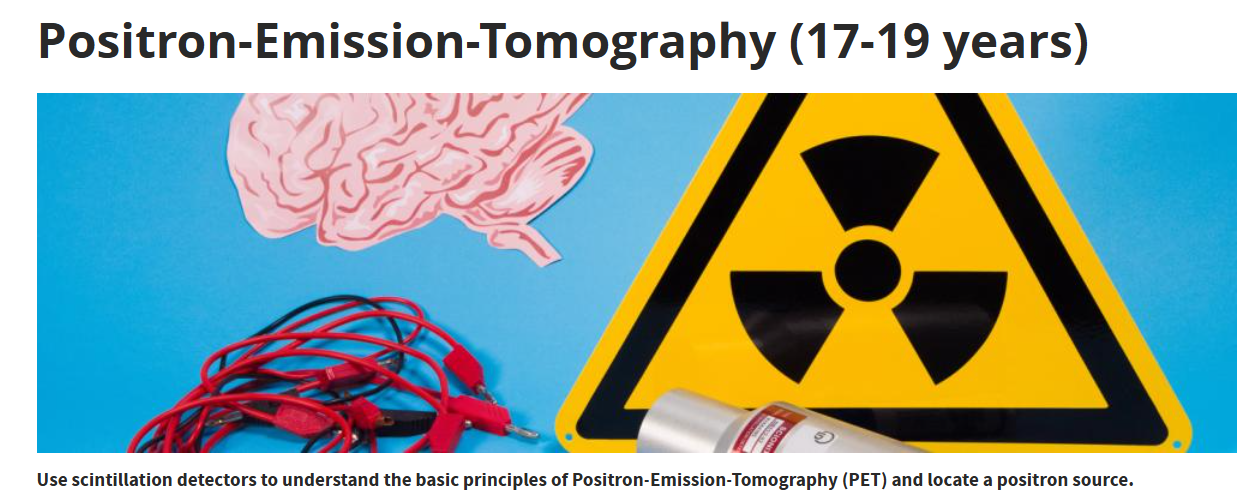 Positron-Emission-Tomography (17-19 years)
Use scintillation detectors to understand the basic principles of Positron-Emission-Tomography (PET) and locate a positron source.